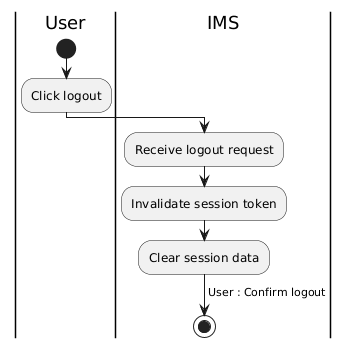 User
IMS
Click logout
Receive logout request
Invalidate session token
Clear session data
User : Confirm logout